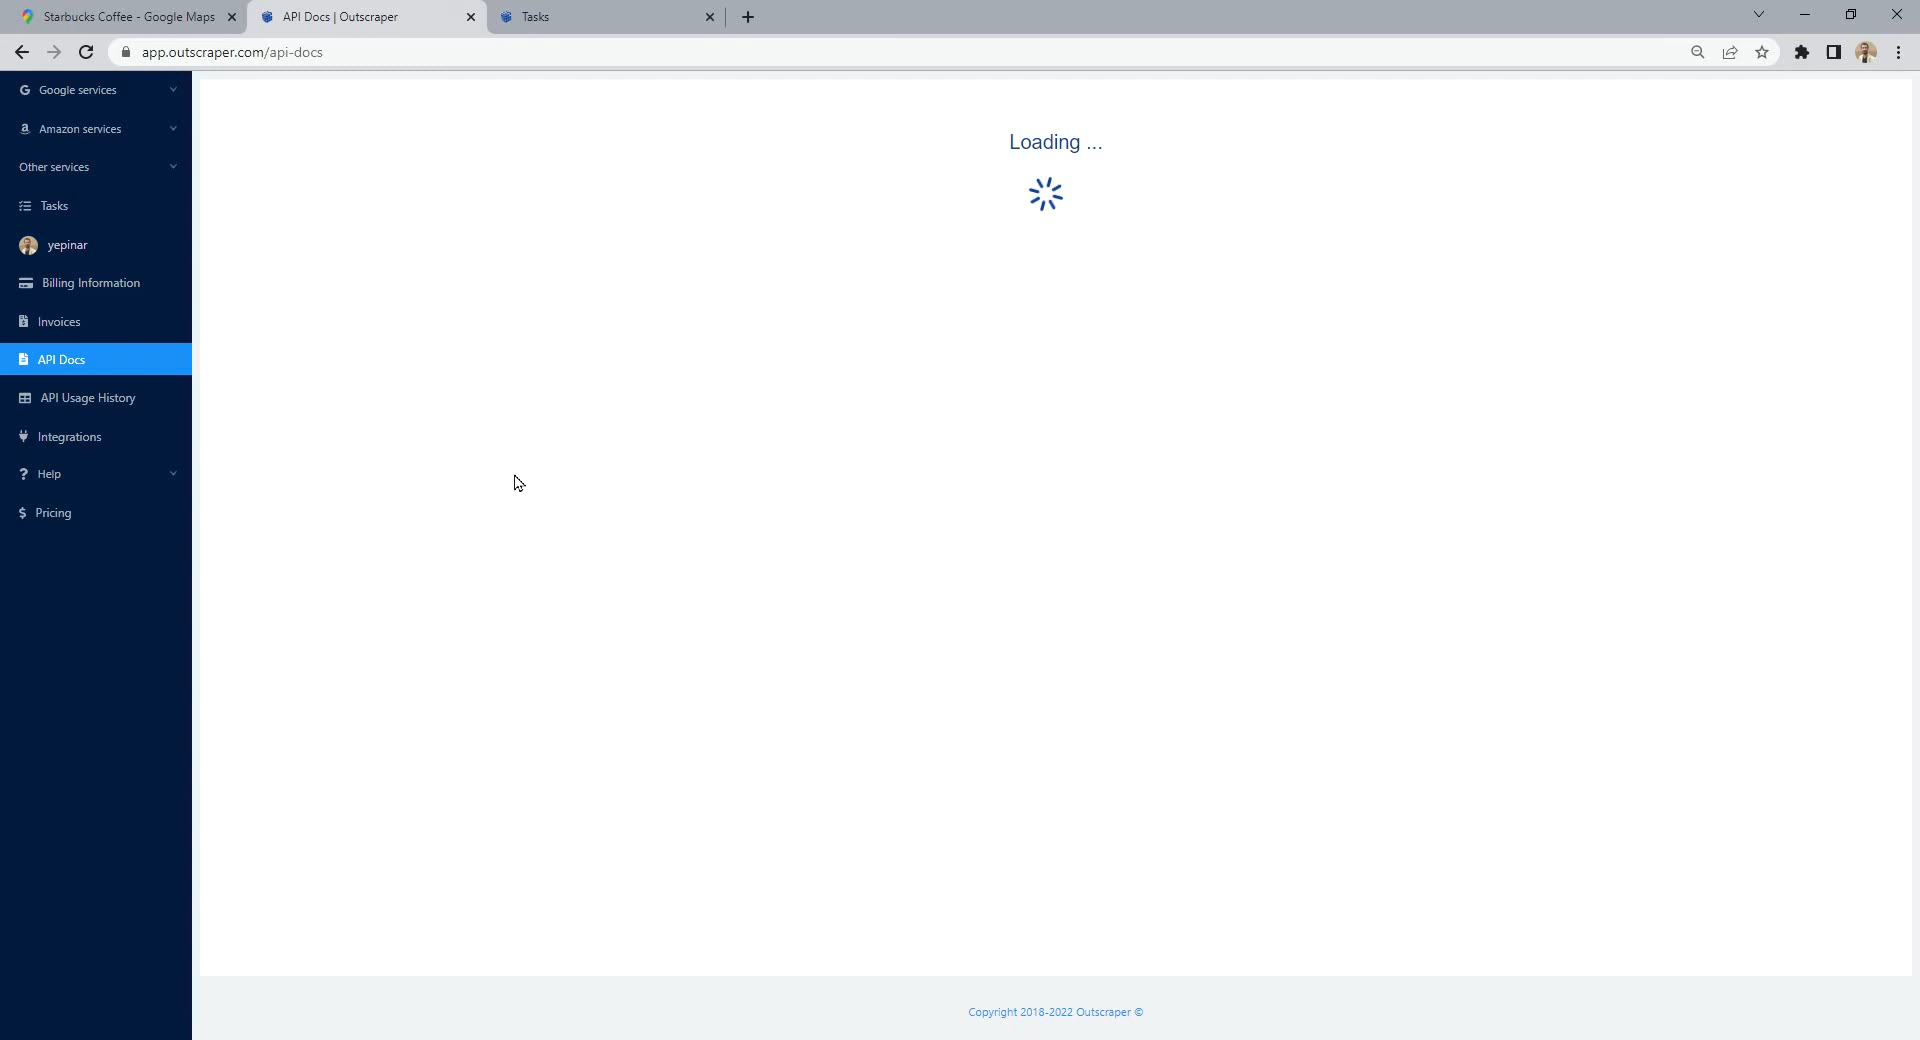 Starbucks Coffee - Google Maps
API Docs | Outscraper
Tasks
app.outscraper.com/api-docs
Google services
Amazon services
Other services
Tasks
yepinar
Billing Information
Invoices
API Docs
API Usage History
Integrations
Help
Pricing
Loading ...
Copyright 2018-2022 Outscraper ©